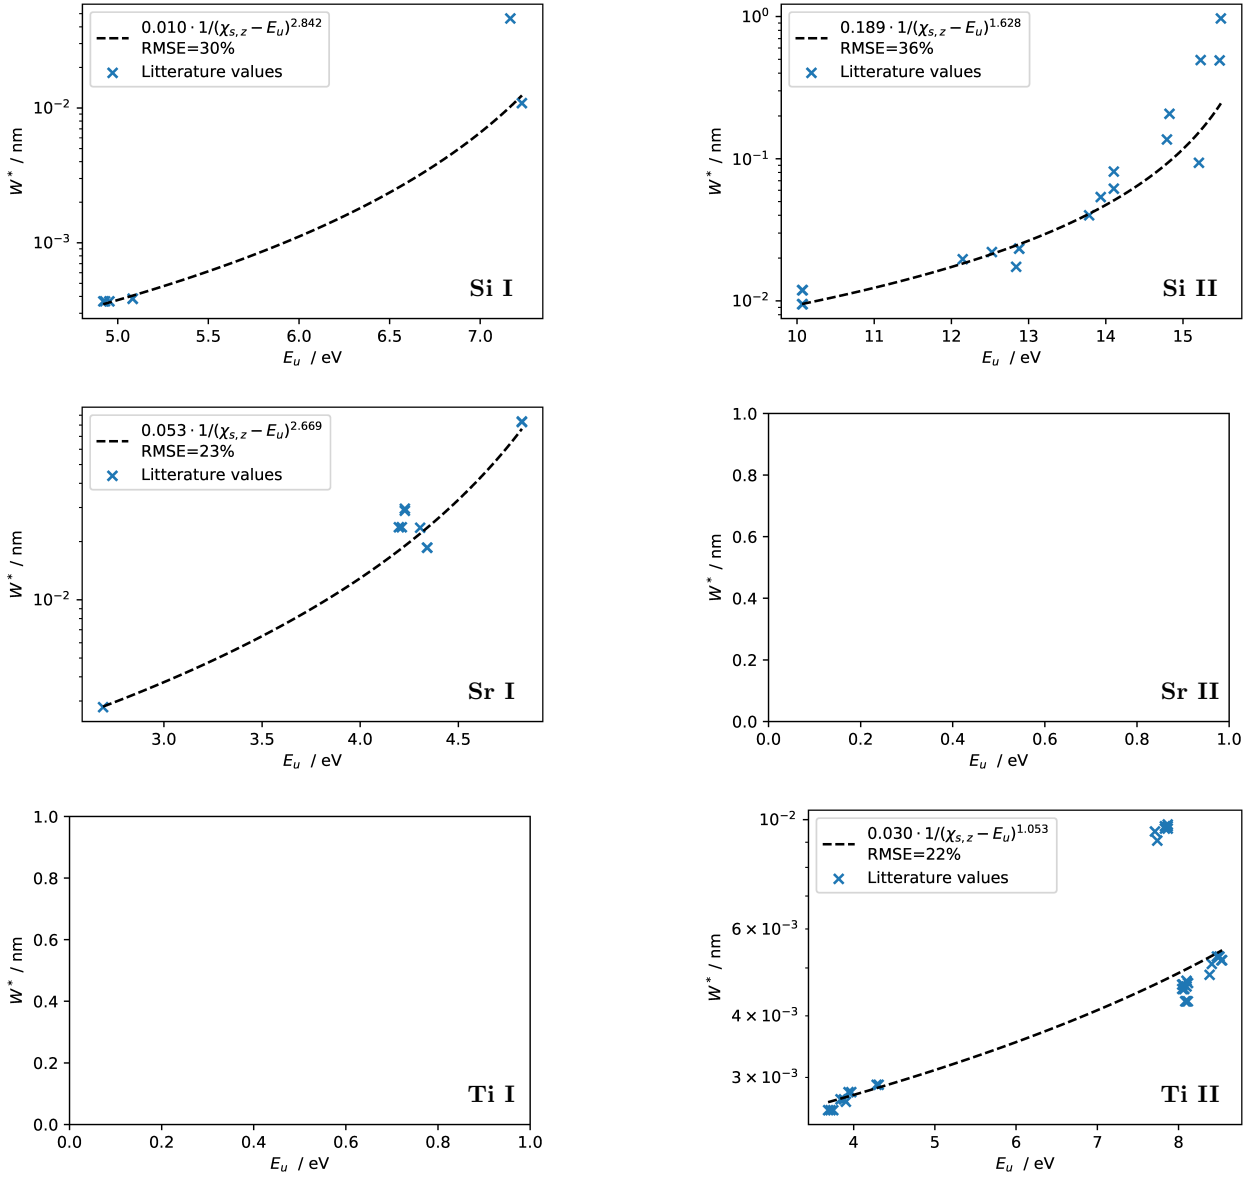 0.010 · 1/(χs,z − Eu)^2.842
RMSE=30%
Litterature values
10−2
10−3
W* / nm
Si I
5.0 5.5 6.0 6.5 7.0
Eu / eV
0.189 · 1/(χs,z − Eu)^1.628
RMSE=36%
Litterature values
10^0
10−1
10−2
W* / nm
Si II
10 11 12 13 14 15
Eu / eV
0.053 · 1/(χs,z − Eu)^2.669
RMSE=23%
Litterature values
10−2
W* / nm
Sr I
3.0 3.5 4.0 4.5
Eu / eV
1.0
0.8
0.6
0.4
0.2
0.0
W* / nm
Sr II
0.0 0.2 0.4 0.6 0.8 1.0
Eu / eV
1.0
0.8
0.6
0.4
0.2
0.0
W* / nm
Ti I
0.0 0.2 0.4 0.6 0.8 1.0
Eu / eV
0.030 · 1/(χs,z − Eu)^1.053
RMSE=22%
Litterature values
10−2
6 × 10−3
4 × 10−3
3 × 10−3
W* / nm
Ti II
4 5 6 7 8
Eu / eV